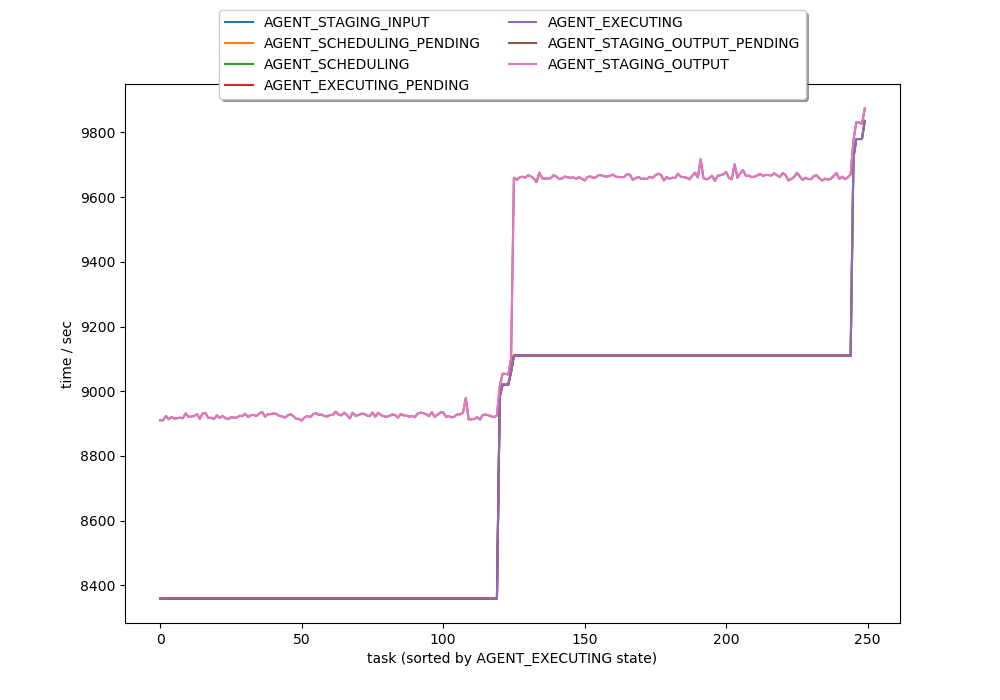 AGENT_STAGING_INPUT
AGENT_SCHEDULING_PENDING
AGENT_SCHEDULING
AGENT_EXECUTING_PENDING
AGENT_EXECUTING
AGENT_STAGING_OUTPUT_PENDING
AGENT_STAGING_OUTPUT
time / sec
9800
9600
9400
9200
9000
8800
8600
8400
0 50 100 150 200 250
task (sorted by AGENT_EXECUTING state)